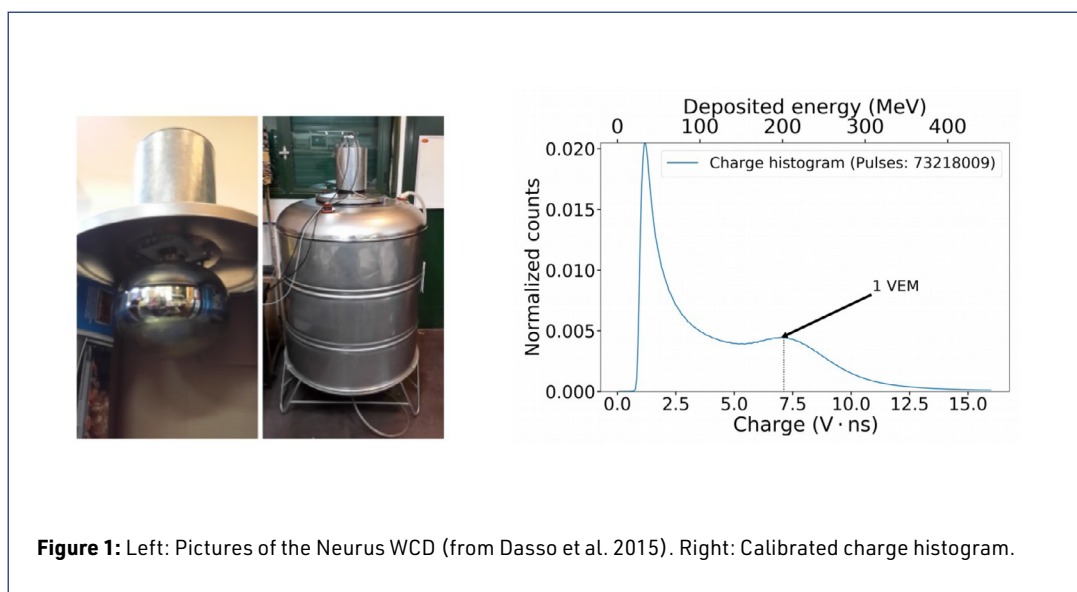 Deposited energy (MeV)
0 100 200 300 400
0.020
0.015
0.010
0.005
0.000
Normalized counts
Charge histogram (Pulses: 73218009)
1 VEM
0.0 2.5 5.0 7.5 10.0 12.5 15.0
Charge (V · ns)
Figure 1: Left: Pictures of the Neurus WCD (from Dasso et al. 2015). Right: Calibrated charge histogram.